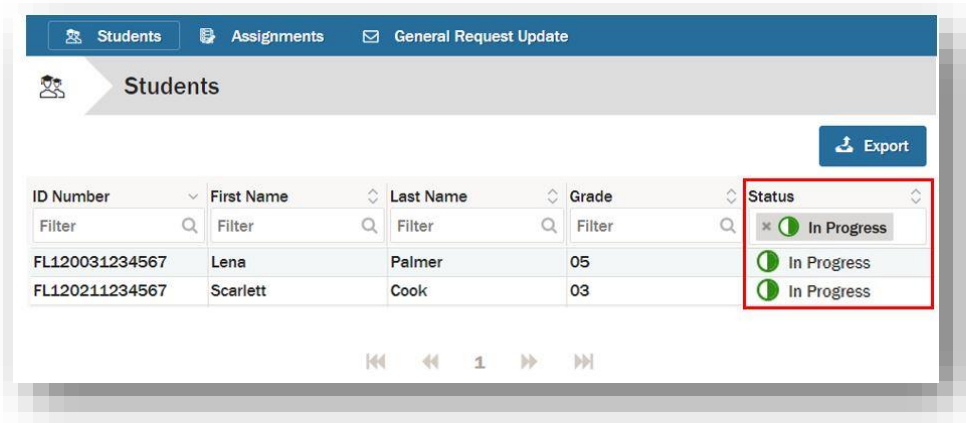 Students Assignments General Request Update
Students
Export
ID Number First Name Last Name Grade Status
Filter Filter Filter Filter × In Progress
FL120031234567 Lena Palmer 05 In Progress
FL120211234567 Scarlett Cook 03 In Progress
1